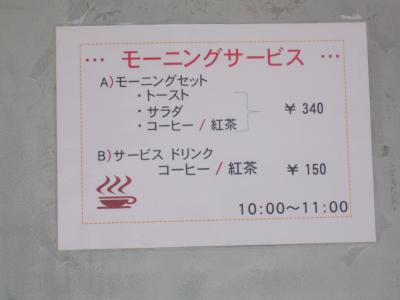 … モーニングサービス …
A)モーニングセット
・トースト
・サラダ
・コーヒー / 紅茶
¥ 340
B)サービス ドリンク
コーヒー/ 紅茶 ¥ 150
10:00～11:00